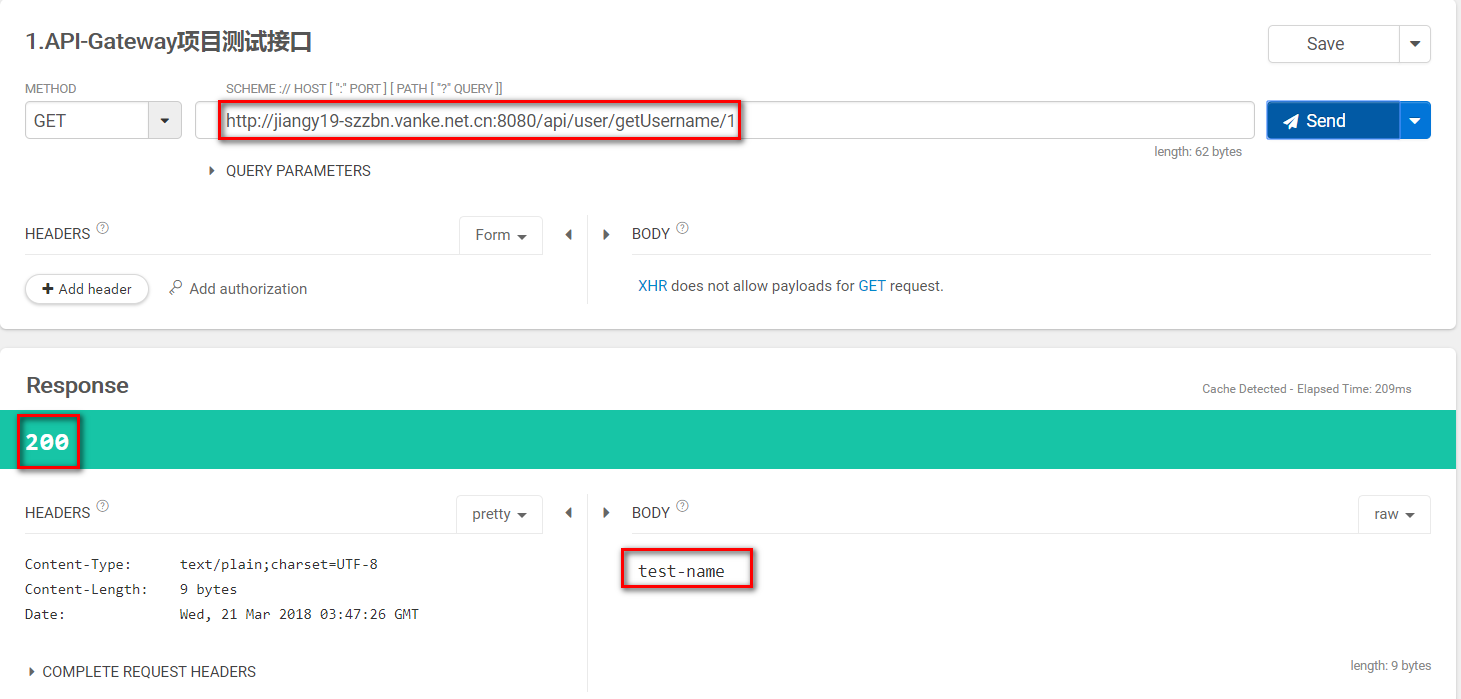 1.API-Gateway项目测试接口
Save
METHOD
SCHEME :// HOST [ ":" PORT ] [ PATH [ "?" QUERY ]]
GET
http://jiangy19-szzbn.vanke.net.cn:8080/api/user/getUsername/1
Send
length: 62 bytes
QUERY PARAMETERS
HEADERS ?
Form
BODY ?
+ Add header
Add authorization
XHR does not allow payloads for GET request.
Response
Cache Detected - Elapsed Time: 209ms
200
HEADERS ?
pretty
BODY ?
raw
Content-Type: text/plain;charset=UTF-8
Content-Length: 9 bytes
Date: Wed, 21 Mar 2018 03:47:26 GMT
test-name
COMPLETE REQUEST HEADERS
length: 9 bytes